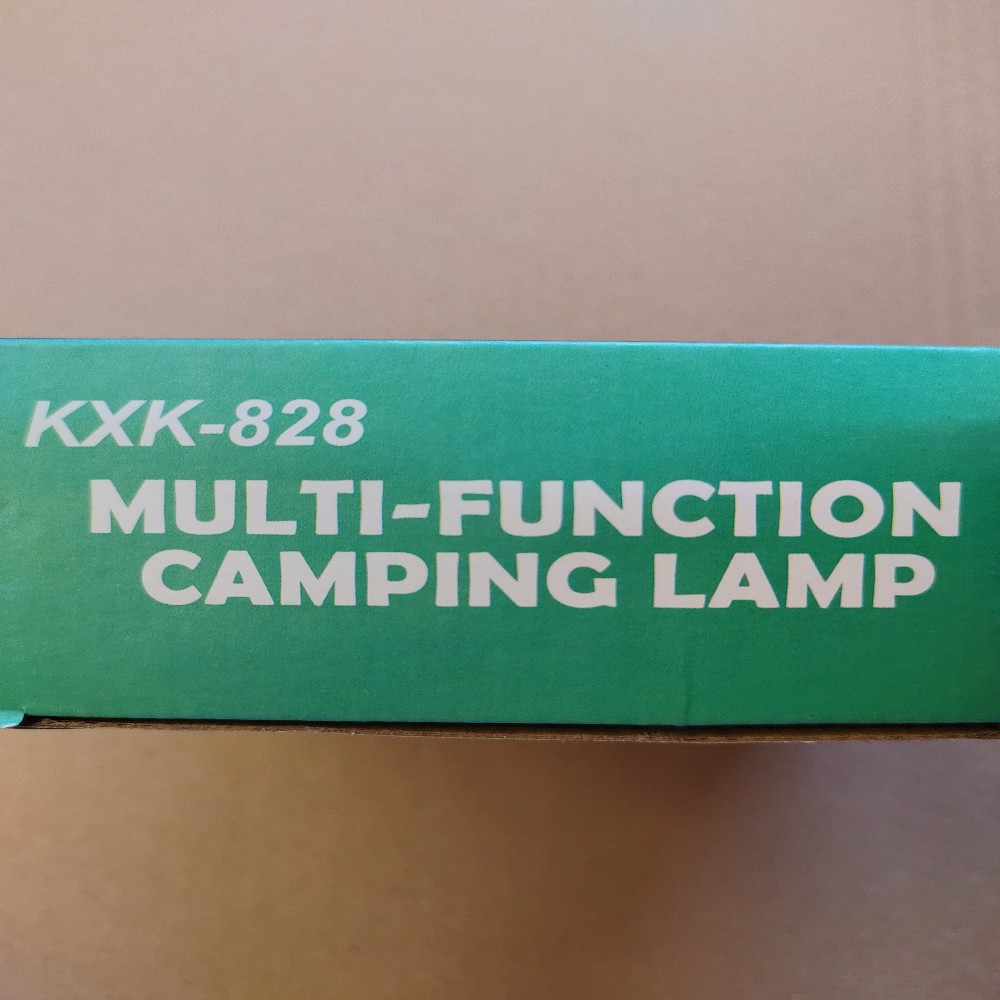 KXK-828
MULTI-FUNCTION
CAMPING LAMP